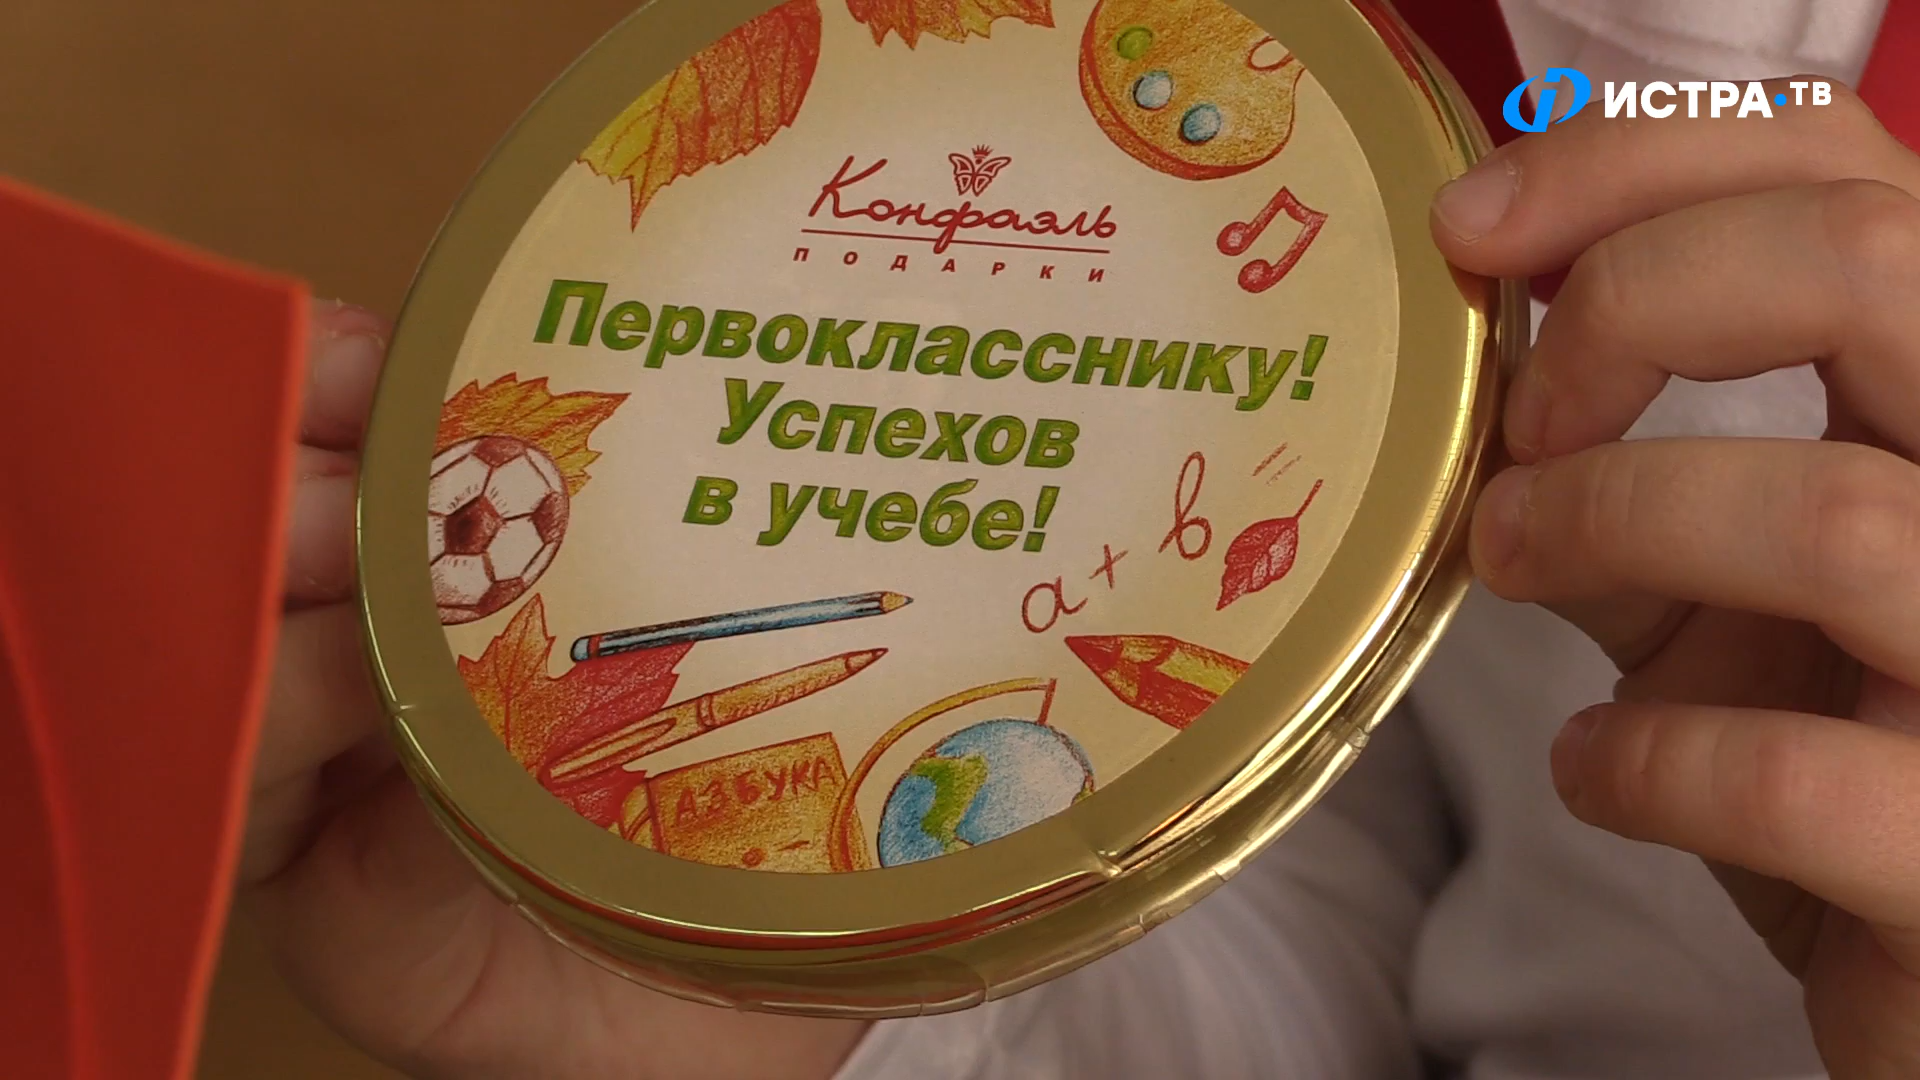 ИСТРА•ТВ
Конфаэль
ПОДАРКИ
Первокласснику!
Успехов
в учебе!
а + в
АЗБУКА